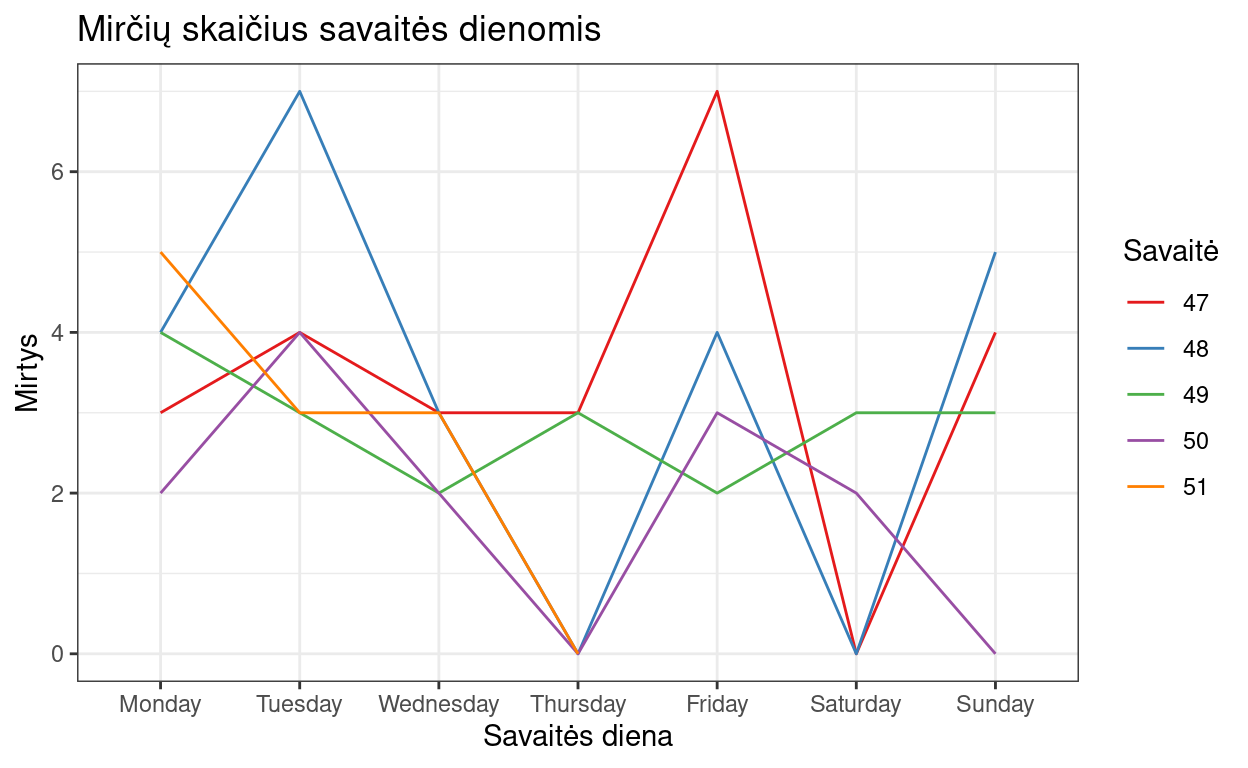 Mirčių skaičius savaitės dienomis
Mirtys
6
4
2
0
Monday Tuesday Wednesday Thursday Friday Saturday Sunday
Savaitės diena
Savaitė
47
48
49
50
51